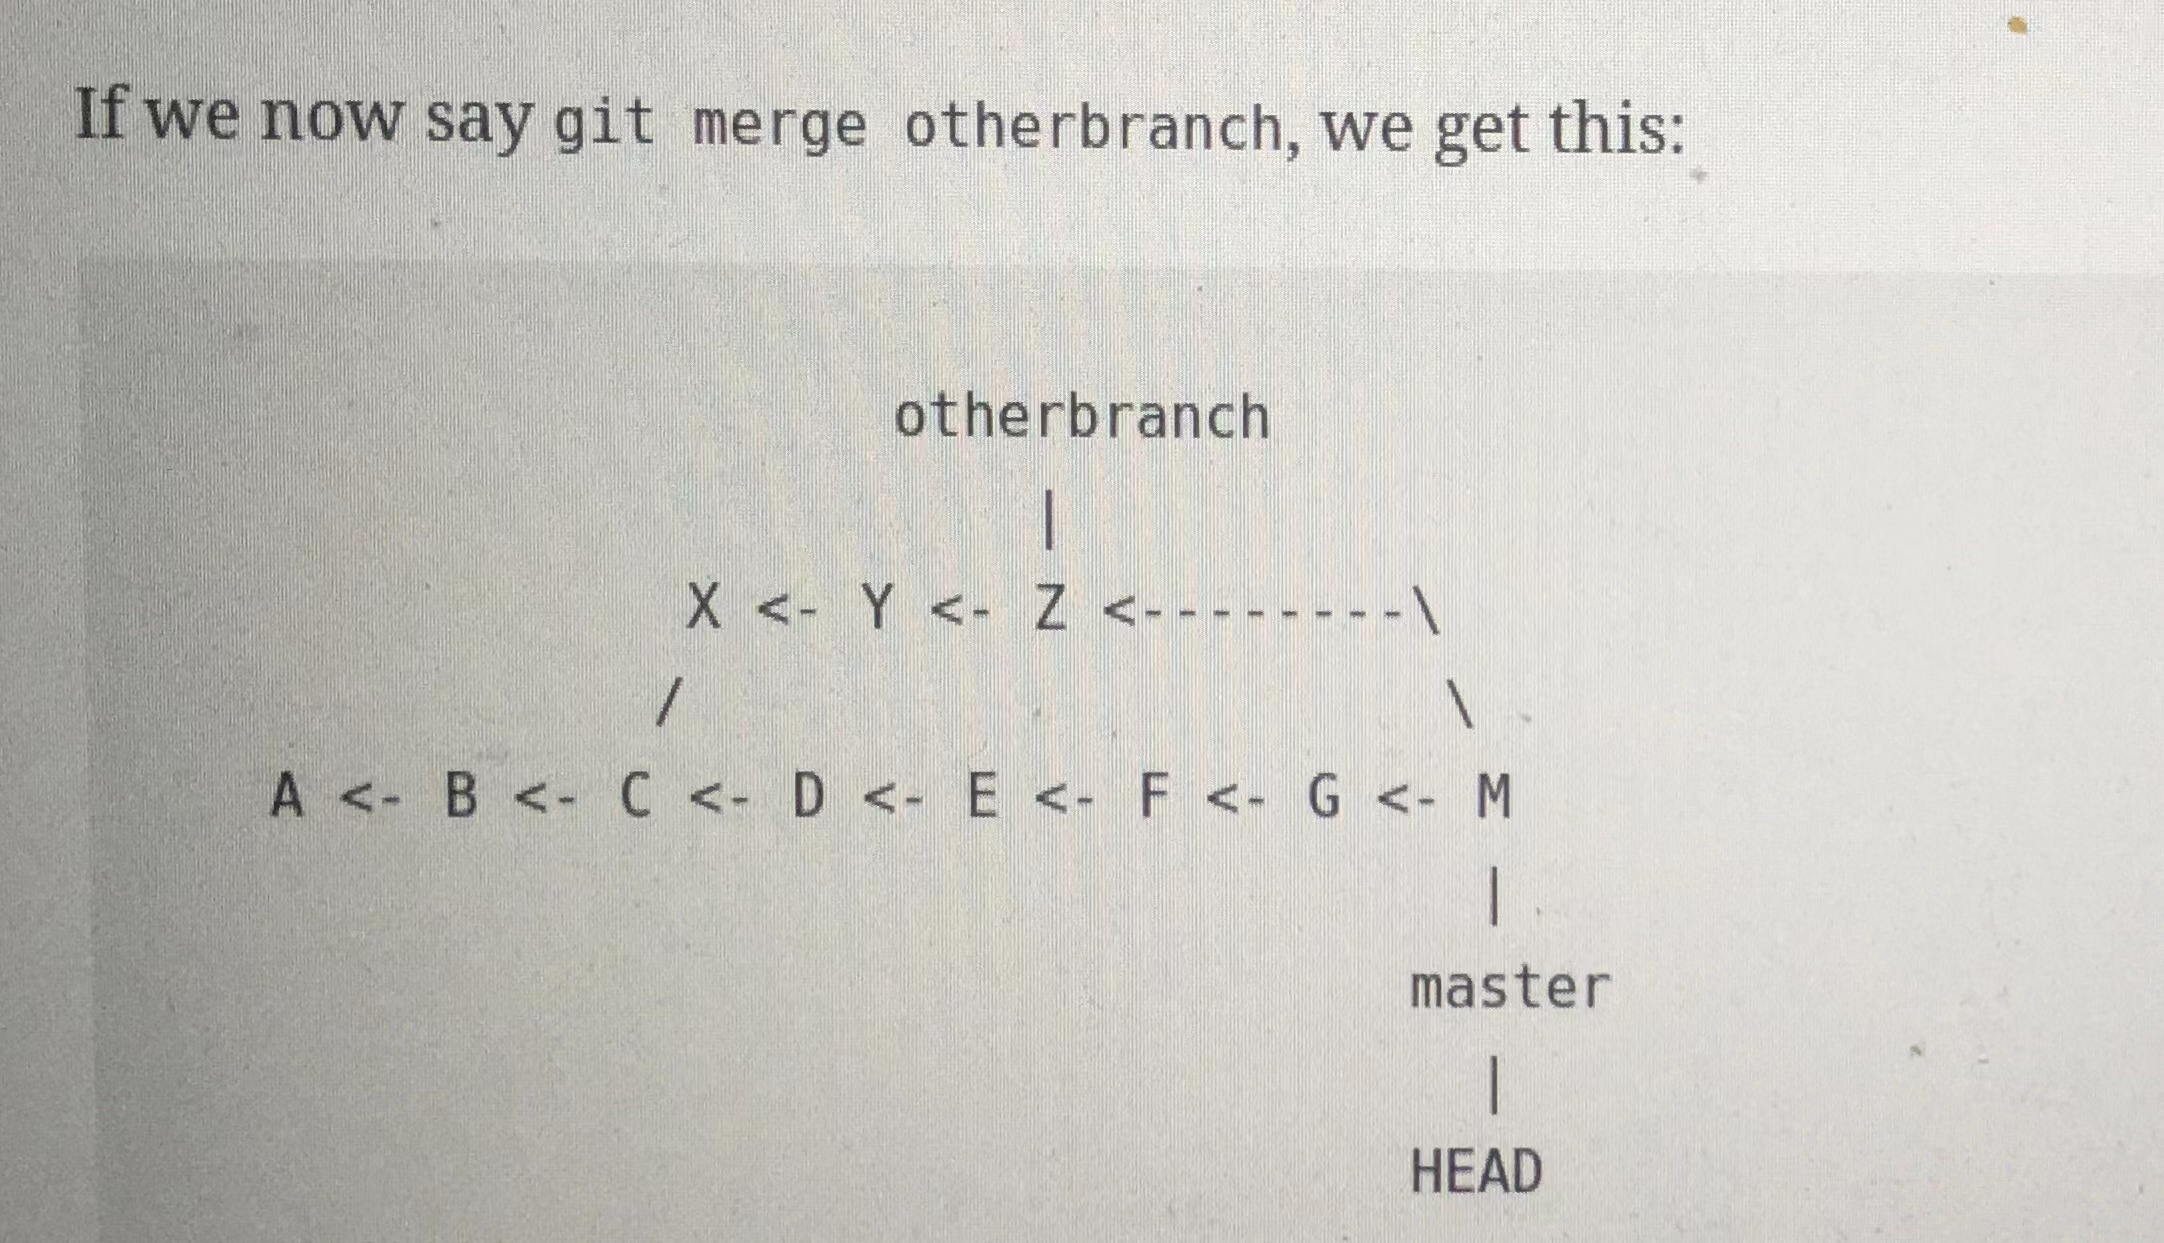 If we now say git merge otherbranch, we get this:
otherbranch
|
X <- Y <- Z <--------\
/ \
A <- B <- C <- D <- E <- F <- G <- M
|
master
|
HEAD